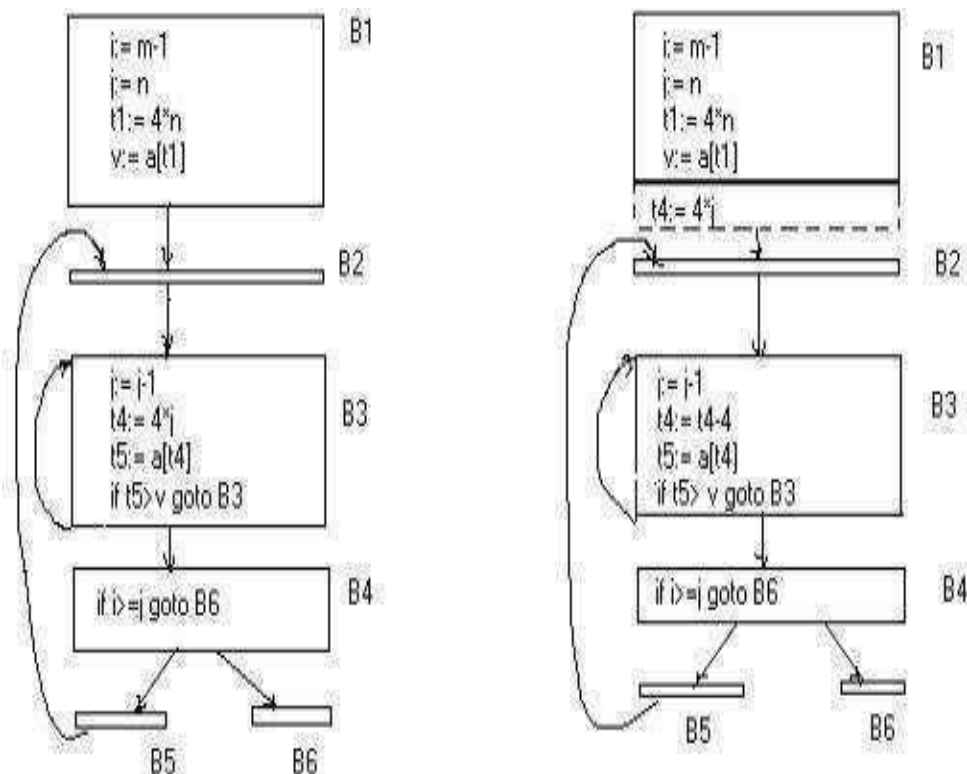 i:= m-1
j:= n
t1:= 4*n
v:= a[t1]
B1
B2
j:= j-1
t4:= 4*j
t5:= a[t4]
if t5>v goto B3
B3
if i>=j goto B6
B4
B5
B6
i:= m-1
j:= n
t1:= 4*n
v:= a[t1]
t4:= 4*j
B1
B2
j:= j-1
t4:= t4-4
t5:= a[t4]
if t5> v goto B3
B3
if i>=j goto B6
B4
B5
B6